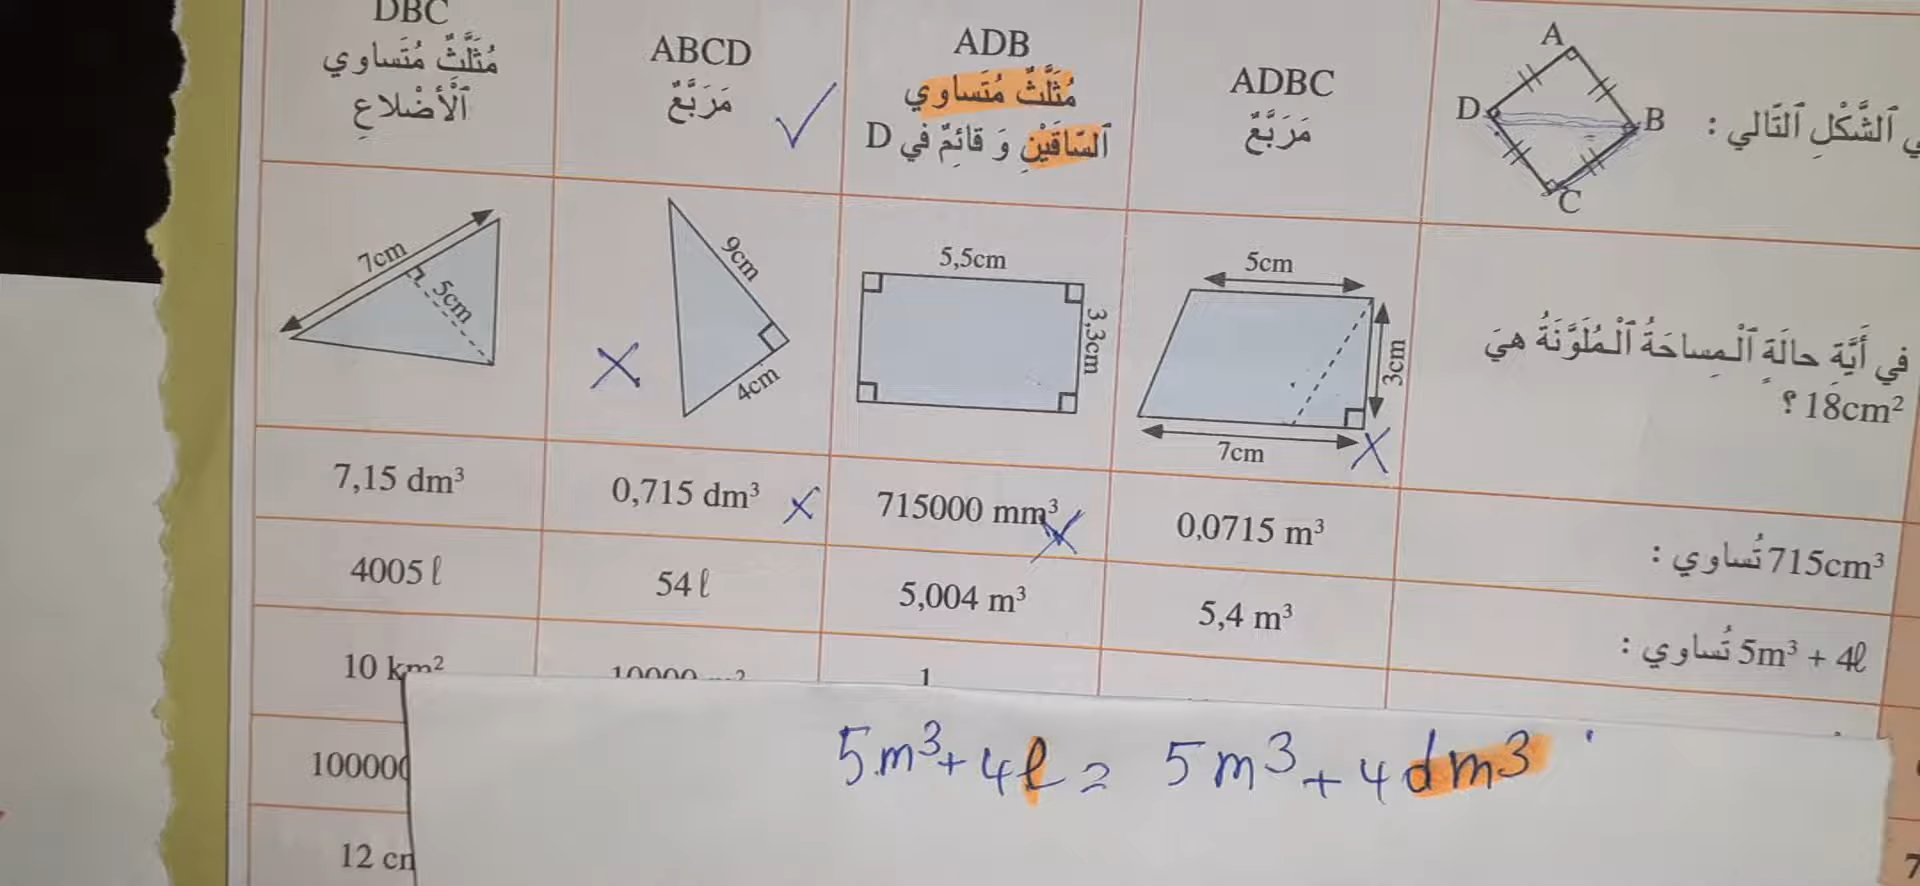 في ٱلشَّكْلِ ٱلتّالي :
A
D
B
C
ADBC
مَرَبَّعٌ
ADB
مُثَلَّثٌ مُتَساوي
ٱلسّاقَيْنِ وَ قائِمٌ في D
ABCD
مَرَبَّعٌ
DBC
مُثَلَّثٌ مُتَساوي
ٱلْأَضْلاعِ
في أَيَّةِ حالَةٍ ٱلْمِساحَةُ ٱلْمُلَوَّنَةُ هِيَ
18cm² ؟
5cm
3cm
7cm
5,5cm
3,3cm
9cm
4cm
7cm
5cm
715cm³ تُساوي :
0,0715 m³
715000 mm³
0,715 dm³
7,15 dm³
5m³ + 4ℓ تُساوي :
5,4 m³
5,004 m³
54 ℓ
4005 ℓ
1
10 km²
100000
12 cm
7
5m³ + 4ℓ = 5m³ + 4dm³